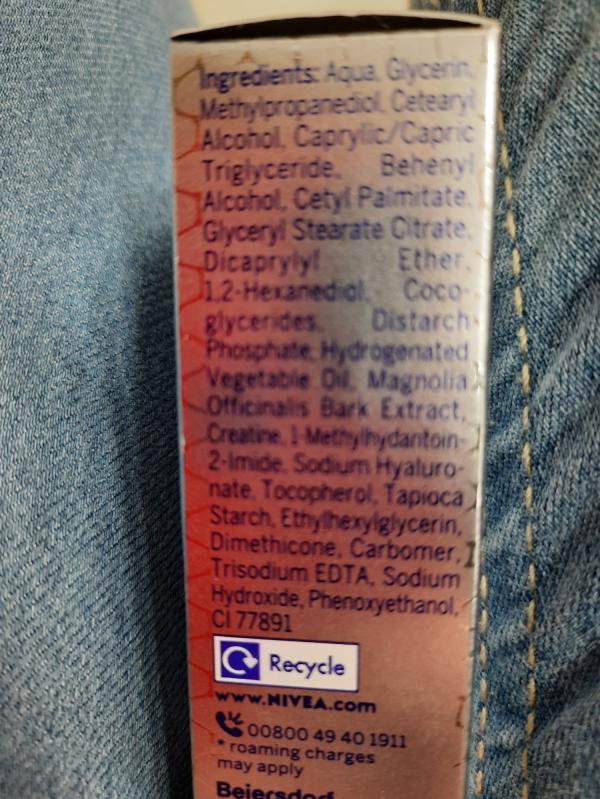 Ingredients: Aqua, Glycerin,
Methylpropanediol, Cetearyl
Alcohol, Caprylic/Capric
Triglyceride, Behenyl
Alcohol, Cetyl Palmitate,
Glyceryl Stearate Citrate,
Dicaprylyl Ether,
1,2-Hexanediol, Coco-
glycerides, Distarch
Phosphate, Hydrogenated
Vegetable Oil, Magnolia
Officinalis Bark Extract,
Creatine, 1-Methylhydantoin-
2-Imide, Sodium Hyaluro-
nate, Tocopherol, Tapioca
Starch, Ethylhexylglycerin,
Dimethicone, Carbomer,
Trisodium EDTA, Sodium
Hydroxide, Phenoxyethanol,
CI 77891
Recycle
www.NIVEA.com
00800 49 40 1911
* roaming charges
may apply
Beiersdorf